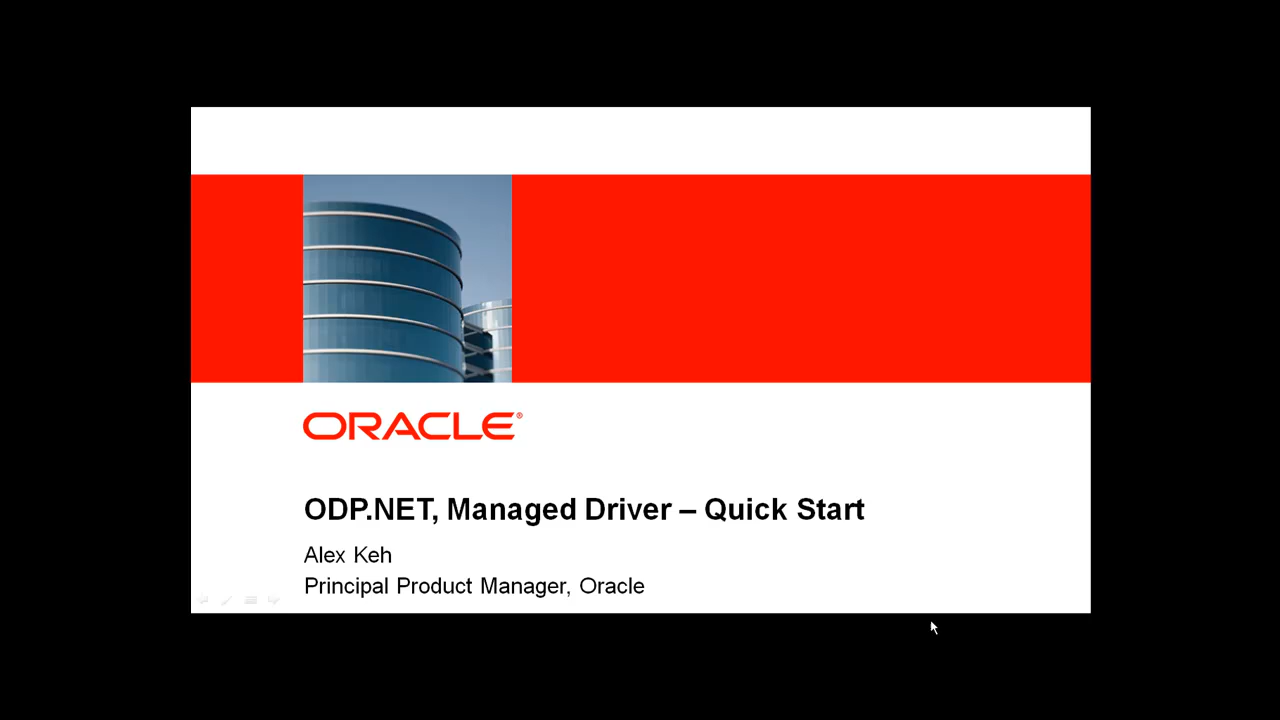 ORACLE®
ODP.NET, Managed Driver – Quick Start
Alex Keh
Principal Product Manager, Oracle